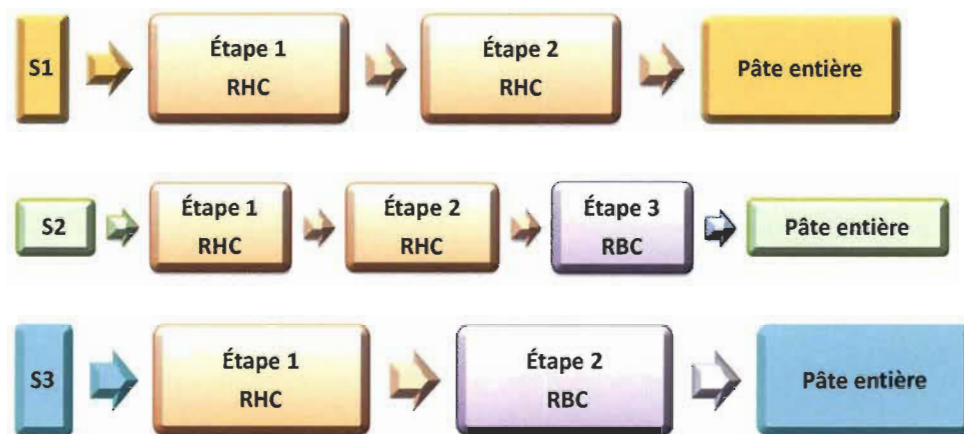 S1
Étape 1
RHC
Étape 2
RHC
Pâte entière
S2
Étape 1
RHC
Étape 2
RHC
Étape 3
RBC
Pâte entière
S3
Étape 1
RHC
Étape 2
RBC
Pâte entière